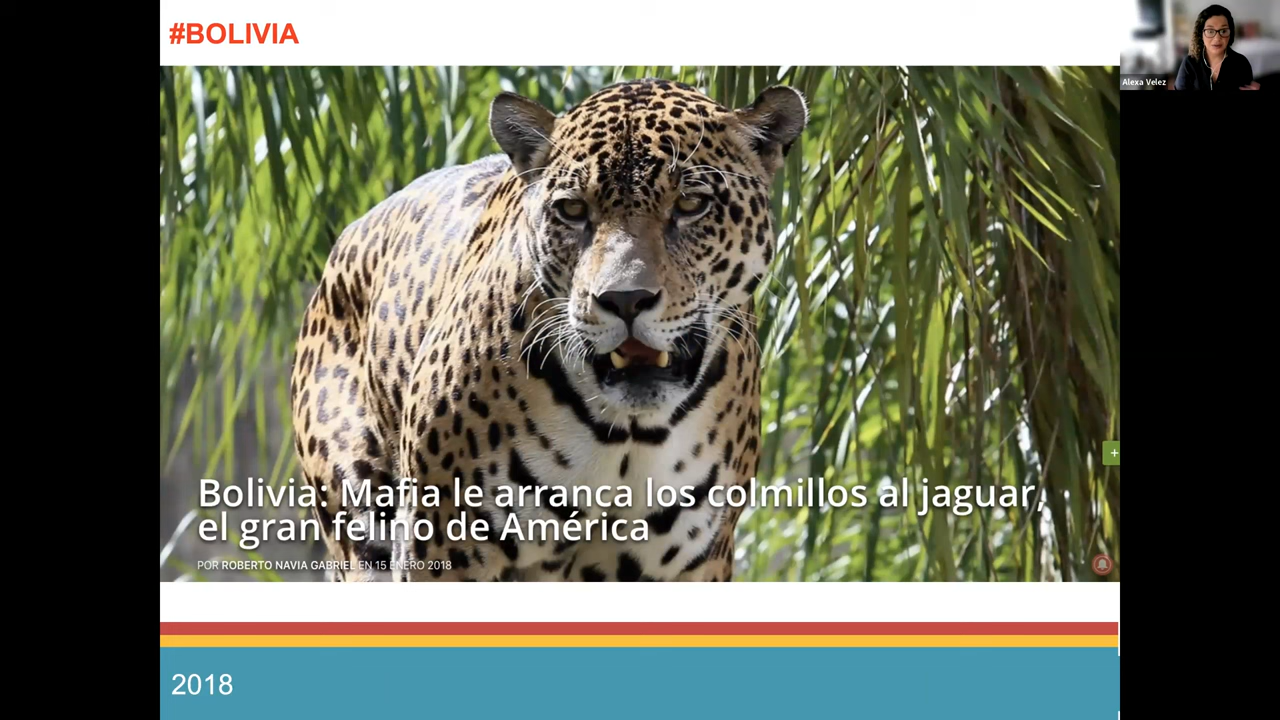 #BOLIVIA
Alexa Velez
+
Bolivia: Mafia le arranca los colmillos al jaguar,
el gran felino de América
POR ROBERTO NAVIA GABRIEL EN 15 ENERO 2018
2018